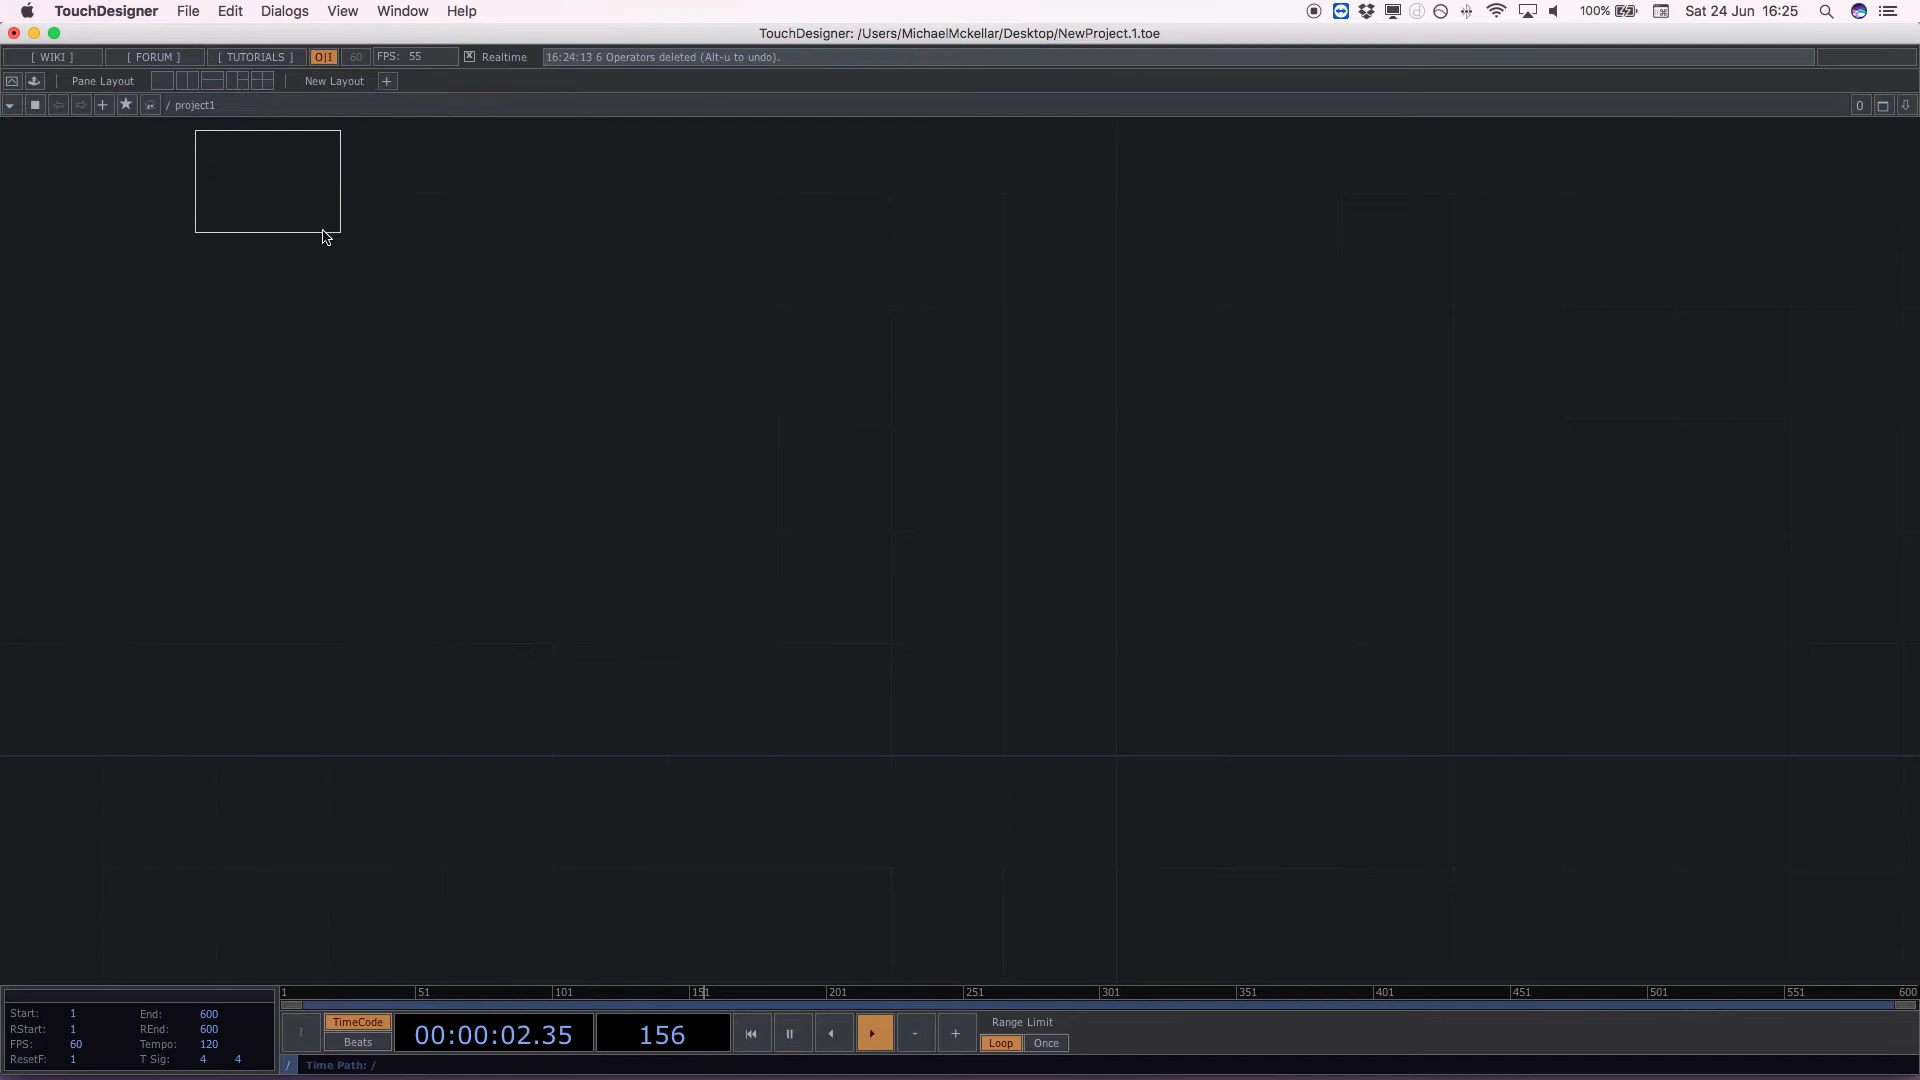 TouchDesigner File Edit Dialogs View Window Help 100% Sat 24 Jun 16:25
TouchDesigner: /Users/MichaelMckellar/Desktop/NewProject.1.toe
[ WIKI ] [ FORUM ] [ TUTORIALS ] O|I 60 FPS: 55 Realtime 16:24:13 6 Operators deleted (Alt-u to undo).
Pane Layout New Layout +
/ project1 0
1 51 101 151 201 251 301 351 401 451 501 551 600
Start: 1 End: 600
RStart: 1 REnd: 600
FPS: 60 Tempo: 120
ResetF: 1 T Sig: 4 4
TimeCode
Beats
00:00:02.35 156
- +
Range Limit
Loop Once
/ Time Path: /